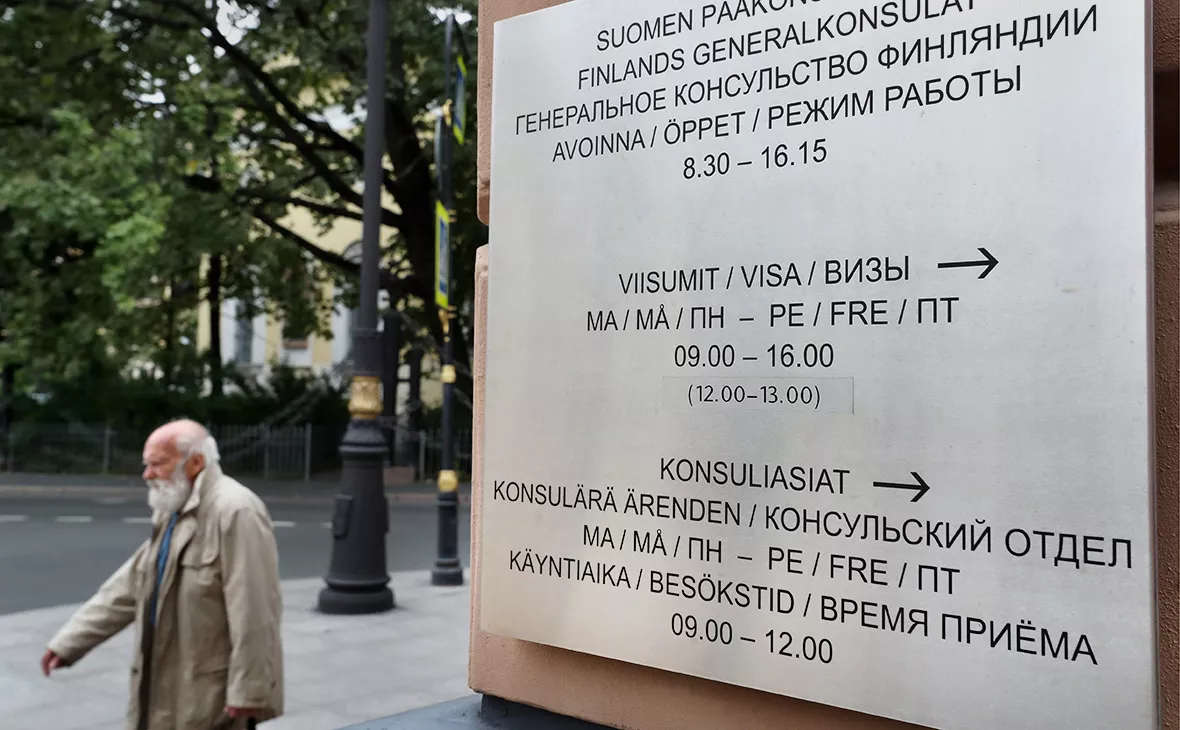 SUOMEN
FINLANDS GENERALKONSULAT
ГЕНЕРАЛЬНОЕ КОНСУЛЬСТВО ФИНЛЯНДИИ
AVOINNA / ÖPPET / РЕЖИМ РАБОТЫ
8.30 – 16.15
VIISUMIT / VISA / ВИЗЫ →
MA / MÅ / ПН – PE / FRE / ПТ
09.00 – 16.00
(12.00–13.00)
KONSULIASIAT →
KONSULÄRÄ ÄRENDEN / КОНСУЛЬСКИЙ ОТДЕЛ
MA / MÅ / ПН – PE / FRE / ПТ
KÄYNTIAIKA / BESÖKSTID / ВРЕМЯ ПРИЁМА
09.00 – 12.00